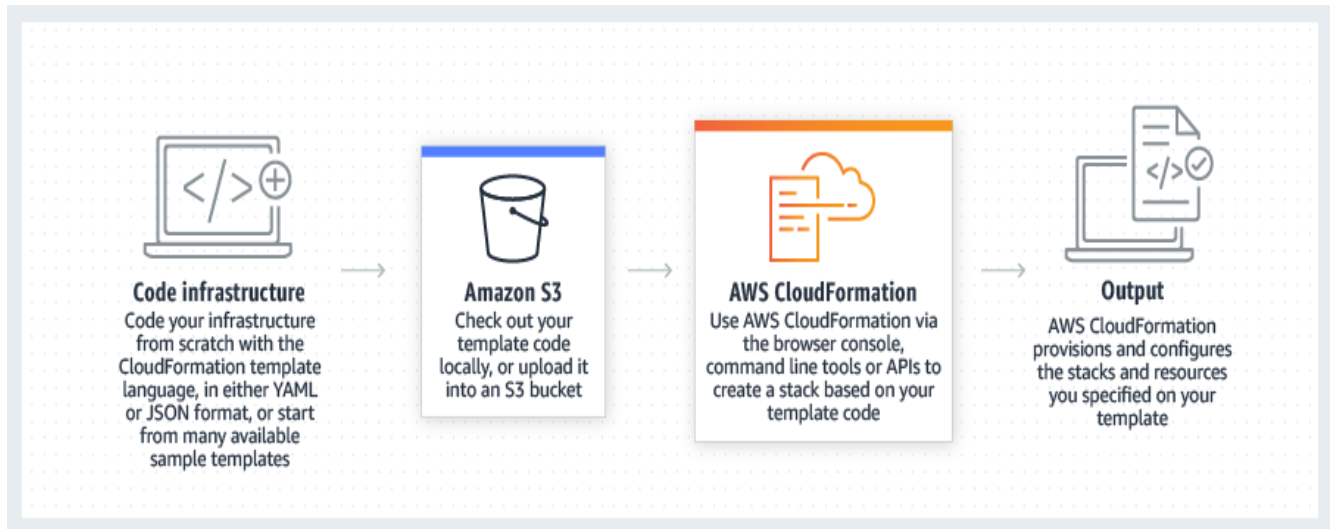 </>
Code infrastructure
Code your infrastructure
from scratch with the
CloudFormation template
language, in either YAML
or JSON format, or start
from many available
sample templates
Amazon S3
Check out your
template code
locally, or upload it
into an S3 bucket
AWS CloudFormation
Use AWS CloudFormation via
the browser console,
command line tools or APIs to
create a stack based on your
template code
</>
Output
AWS CloudFormation
provisions and configures
the stacks and resources
you specified on your
template